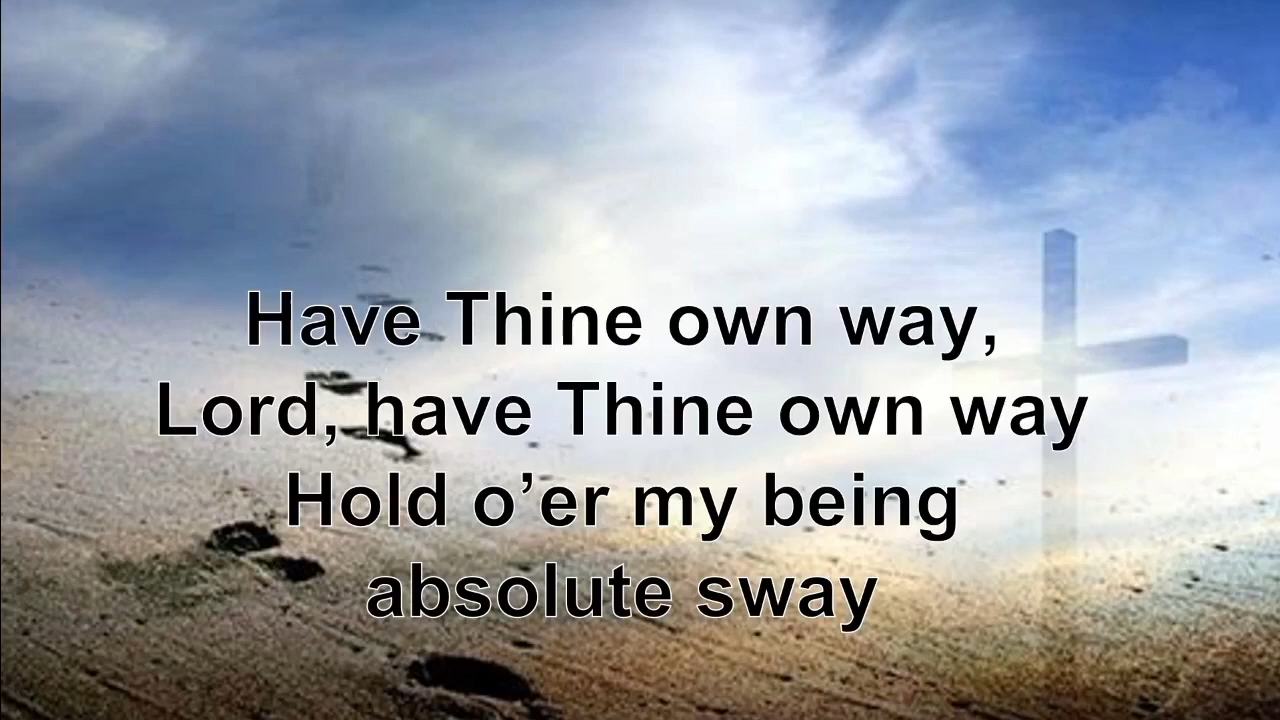 Have Thine own way,
Lord, have Thine own way
Hold o’er my being
absolute sway